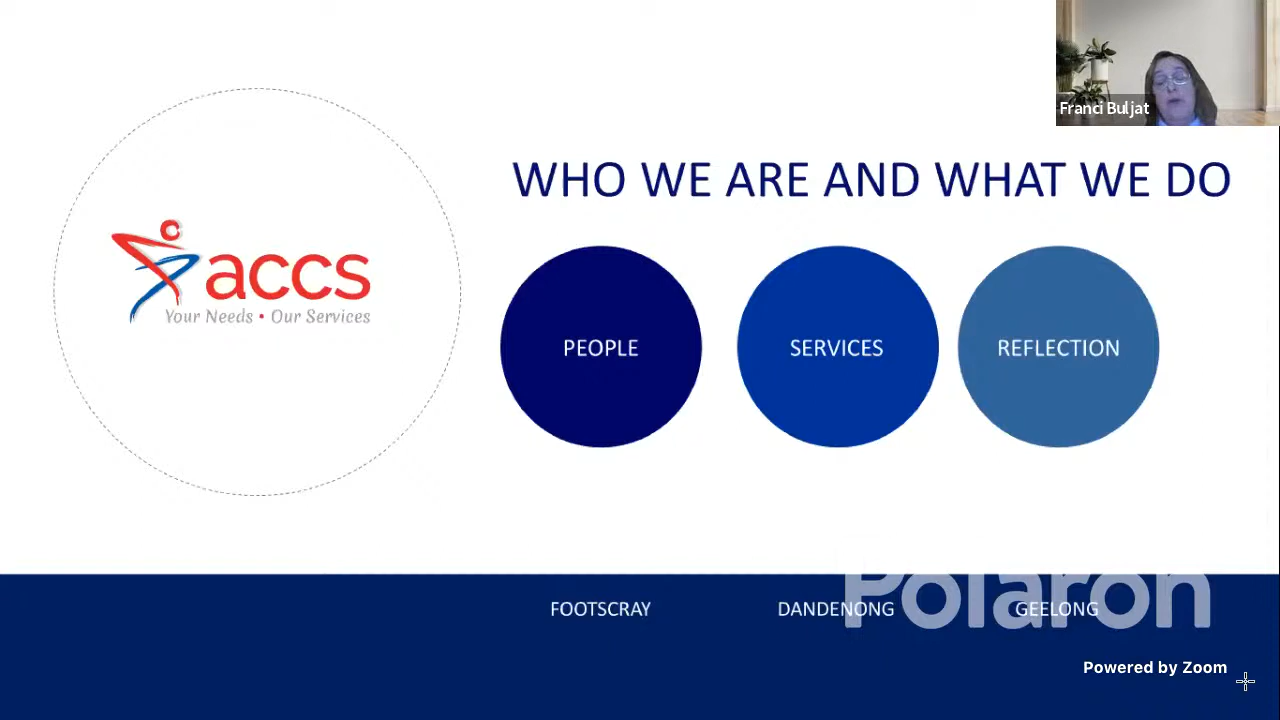 Franci Buljat
WHO WE ARE AND WHAT WE DO
accs
Your Needs • Our Services
PEOPLE
SERVICES
REFLECTION
FOOTSCRAY
DANDENONG
GEELONG
Polaron
Powered by Zoom